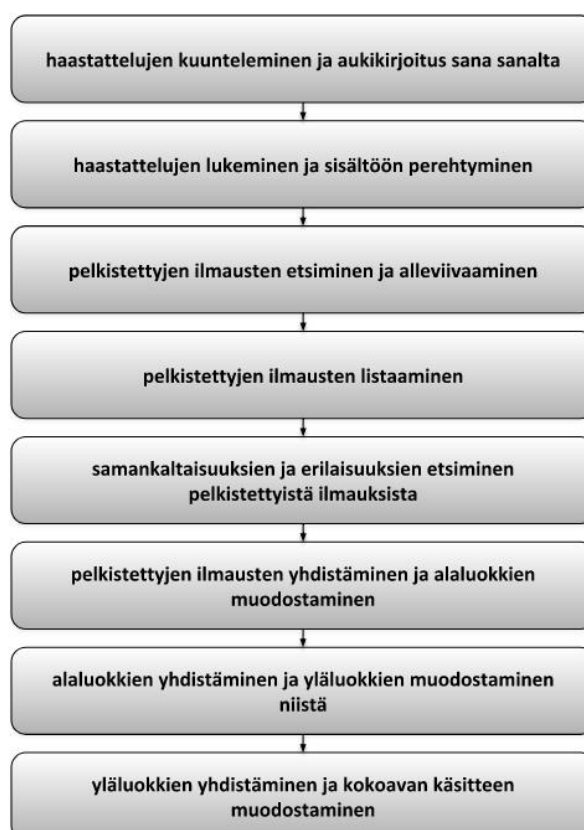 haastattelujen kuunteleminen ja aukikirjoitus sana sanalta
haastattelujen lukeminen ja sisältöön perehtyminen
pelkistettyjen ilmausten etsiminen ja alleviivaaminen
pelkistettyjen ilmausten listaaminen
samankaltaisuuksien ja erilaisuuksien etsiminen
pelkistetyistä ilmauksista
pelkistettyjen ilmausten yhdistäminen ja alaluokkien
muodostaminen
alaluokkien yhdistäminen ja yläluokkien muodostaminen
niistä
yläluokkien yhdistäminen ja kokoavan käsitteen
muodostaminen